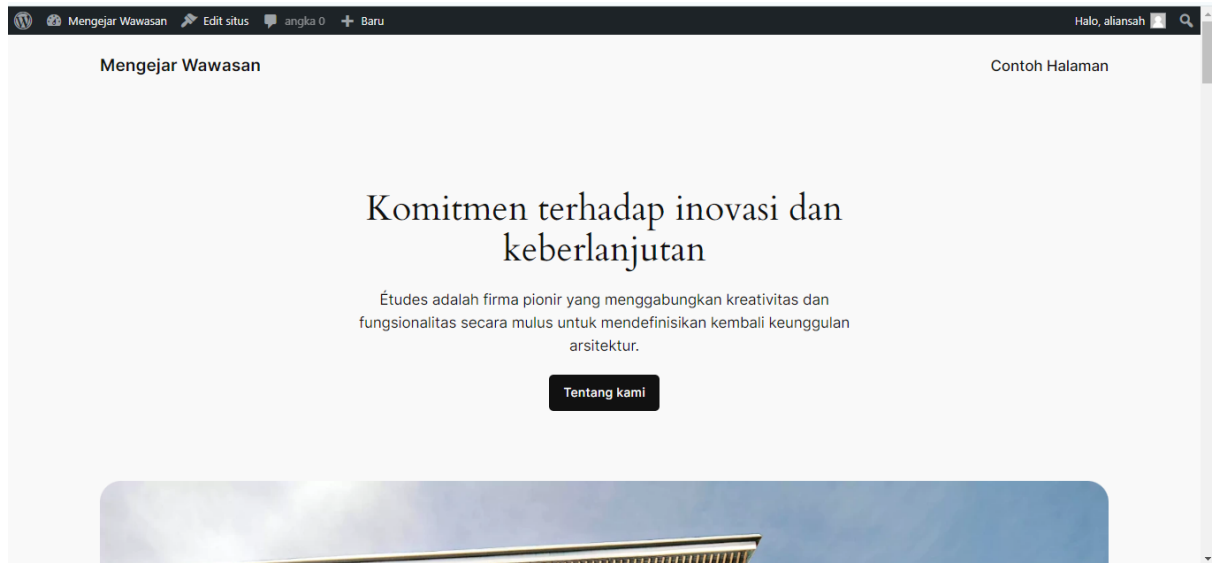 Mengejar Wawasan Edit situs angka 0 Baru Halo, aliansah
Mengejar Wawasan Contoh Halaman
Komitmen terhadap inovasi dan
keberlanjutan
Études adalah firma pionir yang menggabungkan kreativitas dan
fungsionalitas secara mulus untuk mendefinisikan kembali keunggulan
arsitektur.
Tentang kami